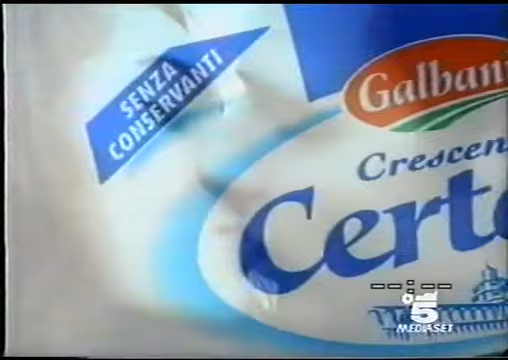 SENZA
CONSERVANTI
Galbani
Crescen
Certo
--:--
5
MEDIASET